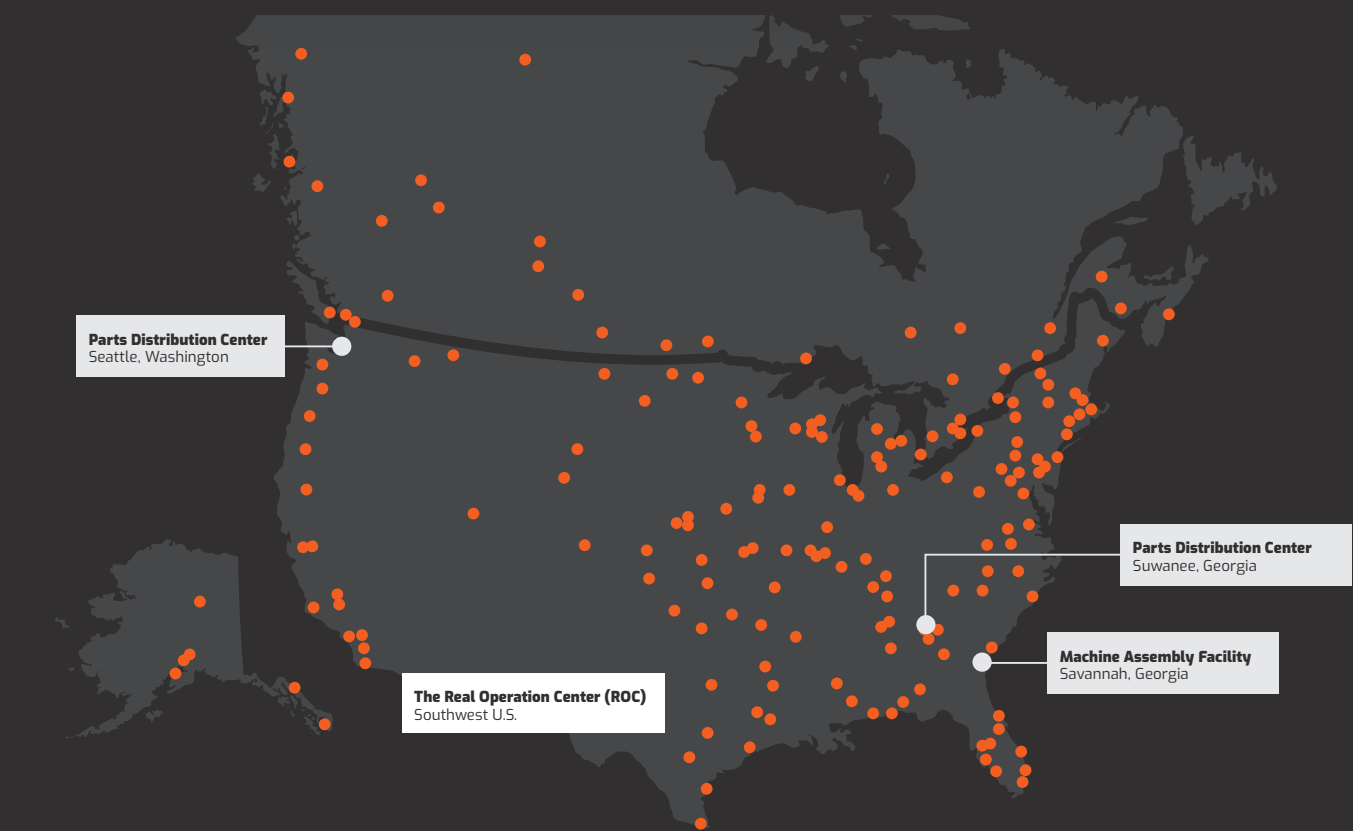 Parts Distribution Center
Seattle, Washington
Parts Distribution Center
Suwanee, Georgia
Machine Assembly Facility
Savannah, Georgia
The Real Operation Center (ROC)
Southwest U.S.